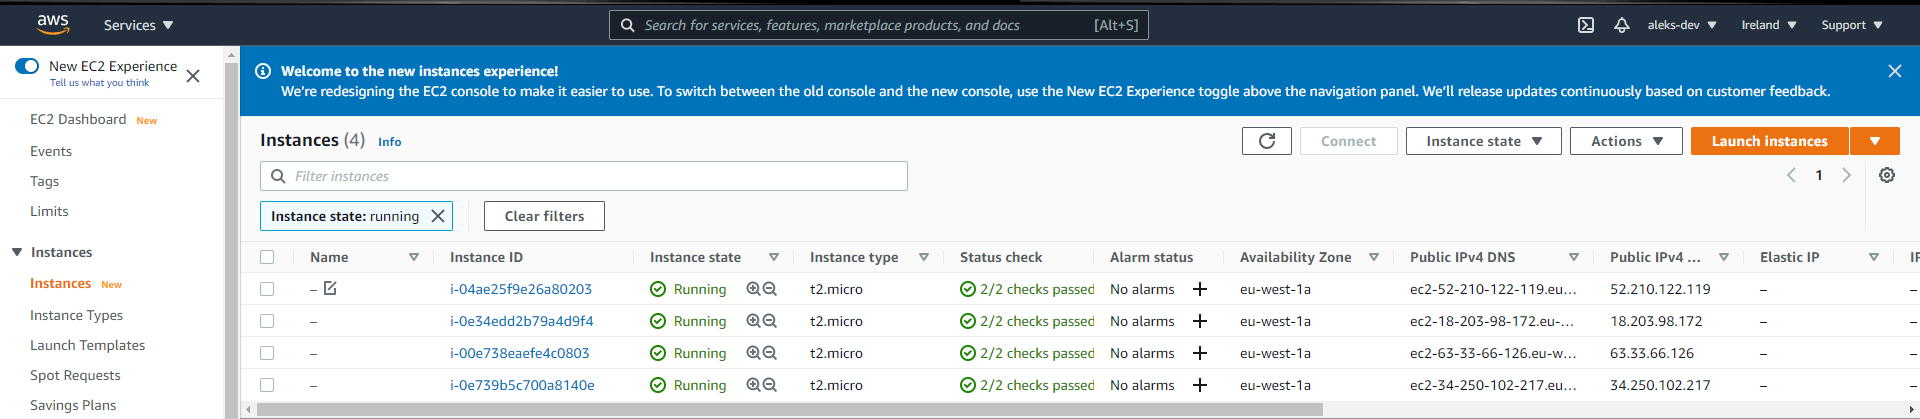 aws Services Search for services, features, marketplace products, and docs [Alt+S] aleks-dev Ireland Support
New EC2 Experience
Tell us what you think
EC2 Dashboard New
Events
Tags
Limits
Instances
Instances New
Instance Types
Launch Templates
Spot Requests
Savings Plans
Welcome to the new instances experience!
We're redesigning the EC2 console to make it easier to use. To switch between the old console and the new console, use the New EC2 Experience toggle above the navigation panel. We'll release updates continuously based on customer feedback.
Instances (4) Info Connect Instance state Actions Launch instances
Filter instances 1
Instance state: running Clear filters
Name Instance ID Instance state Instance type Status check Alarm status Availability Zone Public IPv4 DNS Public IPv4 ... Elastic IP IP
– i-04ae25f9e26a80203 Running t2.micro 2/2 checks passed No alarms + eu-west-1a ec2-52-210-122-119.eu... 52.210.122.119 – –
– i-0e34edd2b79a4d9f4 Running t2.micro 2/2 checks passed No alarms + eu-west-1a ec2-18-203-98-172.eu-... 18.203.98.172 – –
– i-00e738eaefe4c0803 Running t2.micro 2/2 checks passed No alarms + eu-west-1a ec2-63-33-66-126.eu-w... 63.33.66.126 – –
– i-0e739b5c700a8140e Running t2.micro 2/2 checks passed No alarms + eu-west-1a ec2-34-250-102-217.eu... 34.250.102.217 – –